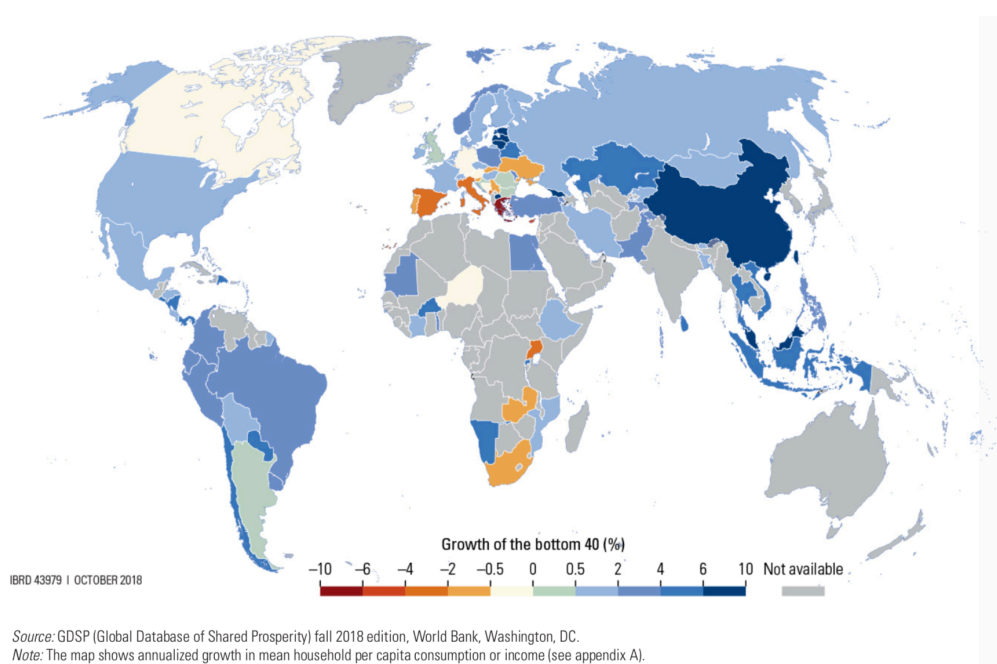 Growth of the bottom 40 (%)
IBRD 43979 | OCTOBER 2018
–10 –6 –4 –2 –0.5 0 0.5 2 4 6 10 Not available
Source: GDSP (Global Database of Shared Prosperity) fall 2018 edition, World Bank, Washington, DC.
Note: The map shows annualized growth in mean household per capita consumption or income (see appendix A).